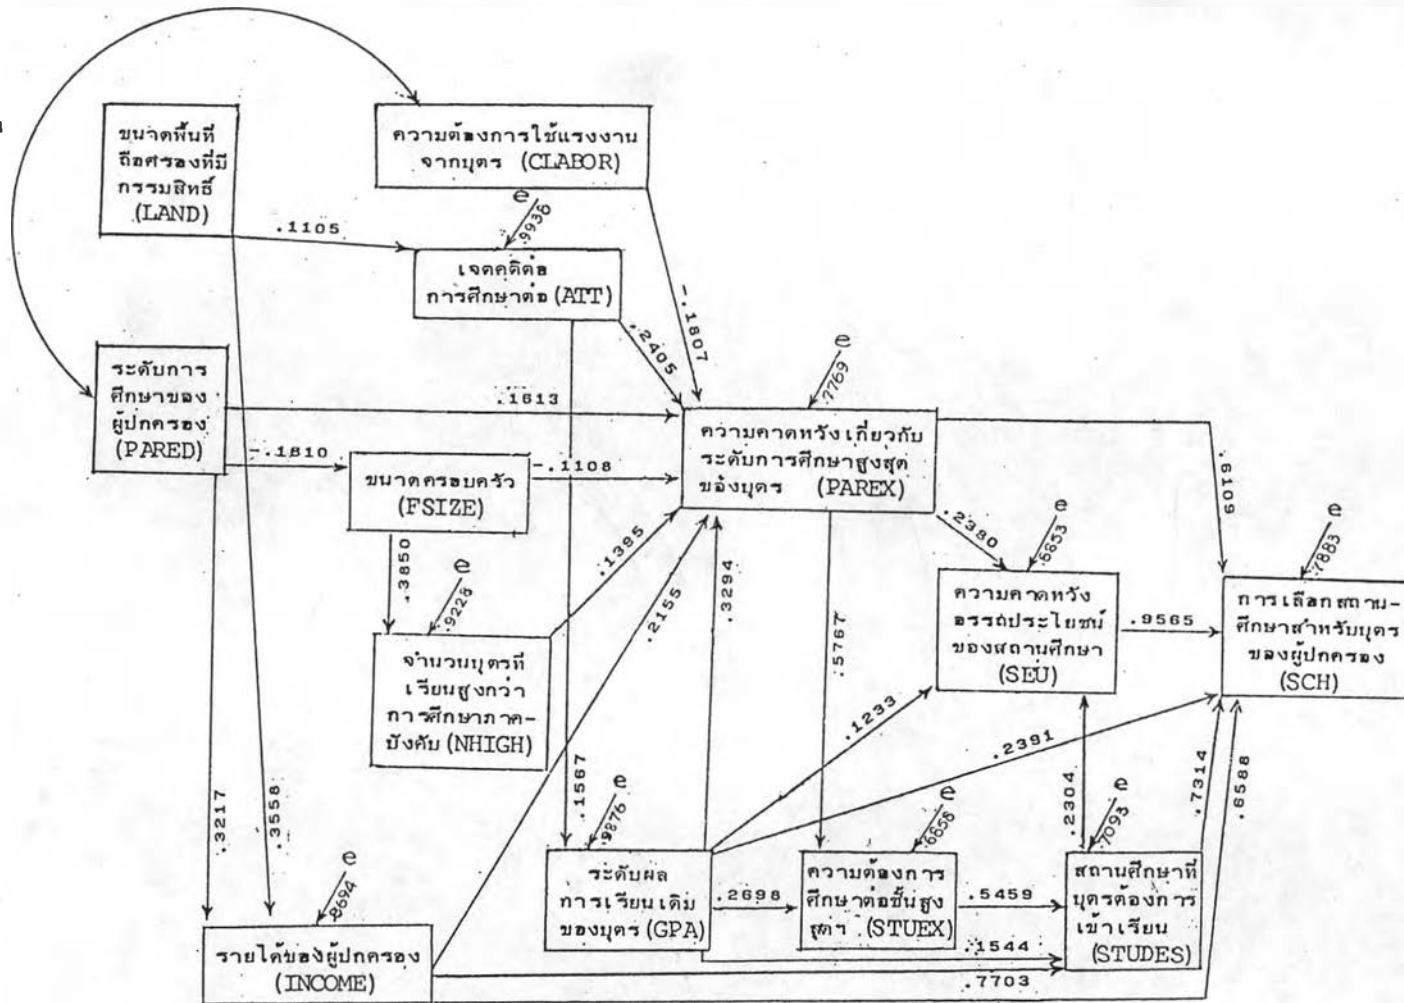 ขนาดพื้นที่
ถือครองที่มี
กรรมสิทธิ์
(LAND)
ความต้องการใช้แรงงาน
จากบุตร (CLABOR)
e
.9938
.1105
เจตคติต่อ
การศึกษาต่อ (ATT)
-.1807
.2405
ระดับการ
ศึกษาของ
ผู้ปกครอง
(PARED)
.1613
e
.7769
ความคาดหวังเกี่ยวกับ
ระดับการศึกษาสูงสุด
ของบุตร (PAREX)
-.1810
-.1108
ขนาดครอบครัว
(FSIZE)
.6109
.2380
e
.6653
e
.7883
.3850
e
.9228
.1395
.2155
.3294
.5767
ความคาดหวัง
อรรถประโยชน์
ของสถานศึกษา
(SEU)
.9565
การเลือกสถาน-
ศึกษาสำหรับบุตร
ของผู้ปกครอง
(SCH)
จำนวนบุตรที่
เรียนสูงกว่า
การศึกษาภาค-
บังคับ (NHIGH)
.1233
.2391
.3217
.3558
.1567
e
.9876
e
.6658
.2304
e
.7093
.7314
.6588
ระดับผล
การเรียนเดิม
ของบุตร (GPA)
.2698
ความต้องการ
ศึกษาต่อชั้นสูง
สุดฯ (STUEX)
.5459
สถานศึกษาที่
บุตรต้องการ
เข้าเรียน
(STUDES)
.1544
.7703
e
รายได้ของผู้ปกครอง
(INCOME)